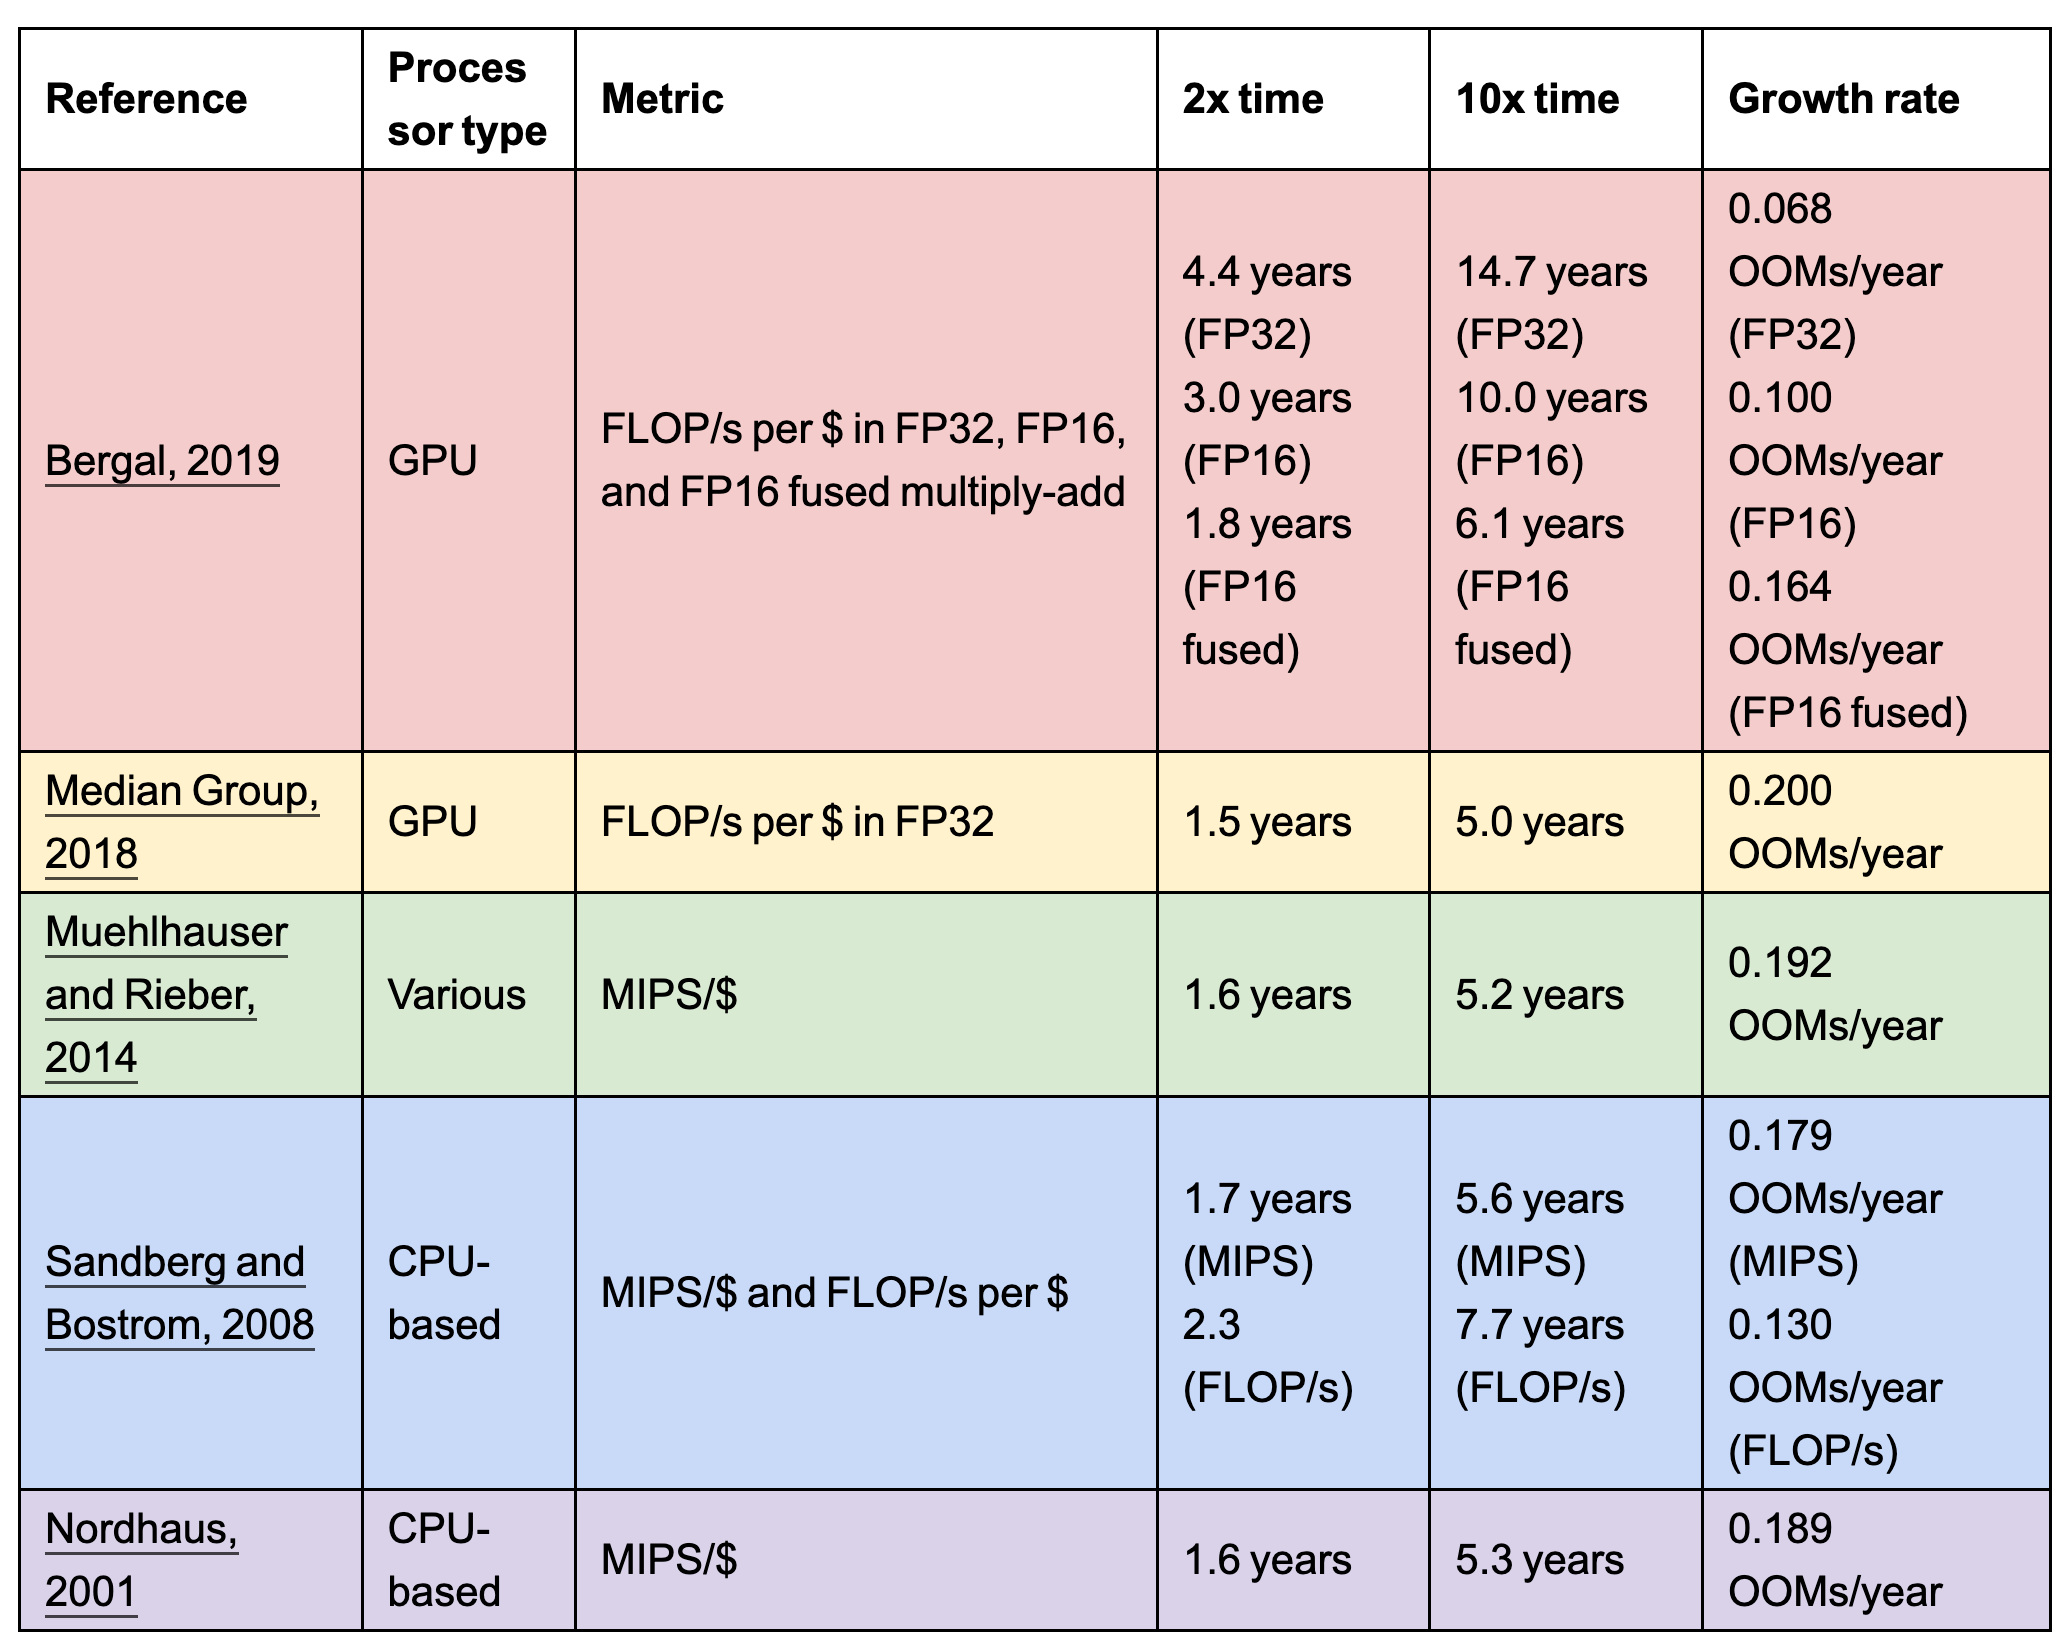 Reference
Proces
sor type
Metric
2x time
10x time
Growth rate
Bergal, 2019
GPU
FLOP/s per $ in FP32, FP16,
and FP16 fused multiply-add
4.4 years
(FP32)
3.0 years
(FP16)
1.8 years
(FP16
fused)
14.7 years
(FP32)
10.0 years
(FP16)
6.1 years
(FP16
fused)
0.068
OOMs/year
(FP32)
0.100
OOMs/year
(FP16)
0.164
OOMs/year
(FP16 fused)
Median Group,
2018
GPU
FLOP/s per $ in FP32
1.5 years
5.0 years
0.200
OOMs/year
Muehlhauser
and Rieber,
2014
Various
MIPS/$
1.6 years
5.2 years
0.192
OOMs/year
Sandberg and
Bostrom, 2008
CPU-
based
MIPS/$ and FLOP/s per $
1.7 years
(MIPS)
2.3
(FLOP/s)
5.6 years
(MIPS)
7.7 years
(FLOP/s)
0.179
OOMs/year
(MIPS)
0.130
OOMs/year
(FLOP/s)
Nordhaus,
2001
CPU-
based
MIPS/$
1.6 years
5.3 years
0.189
OOMs/year